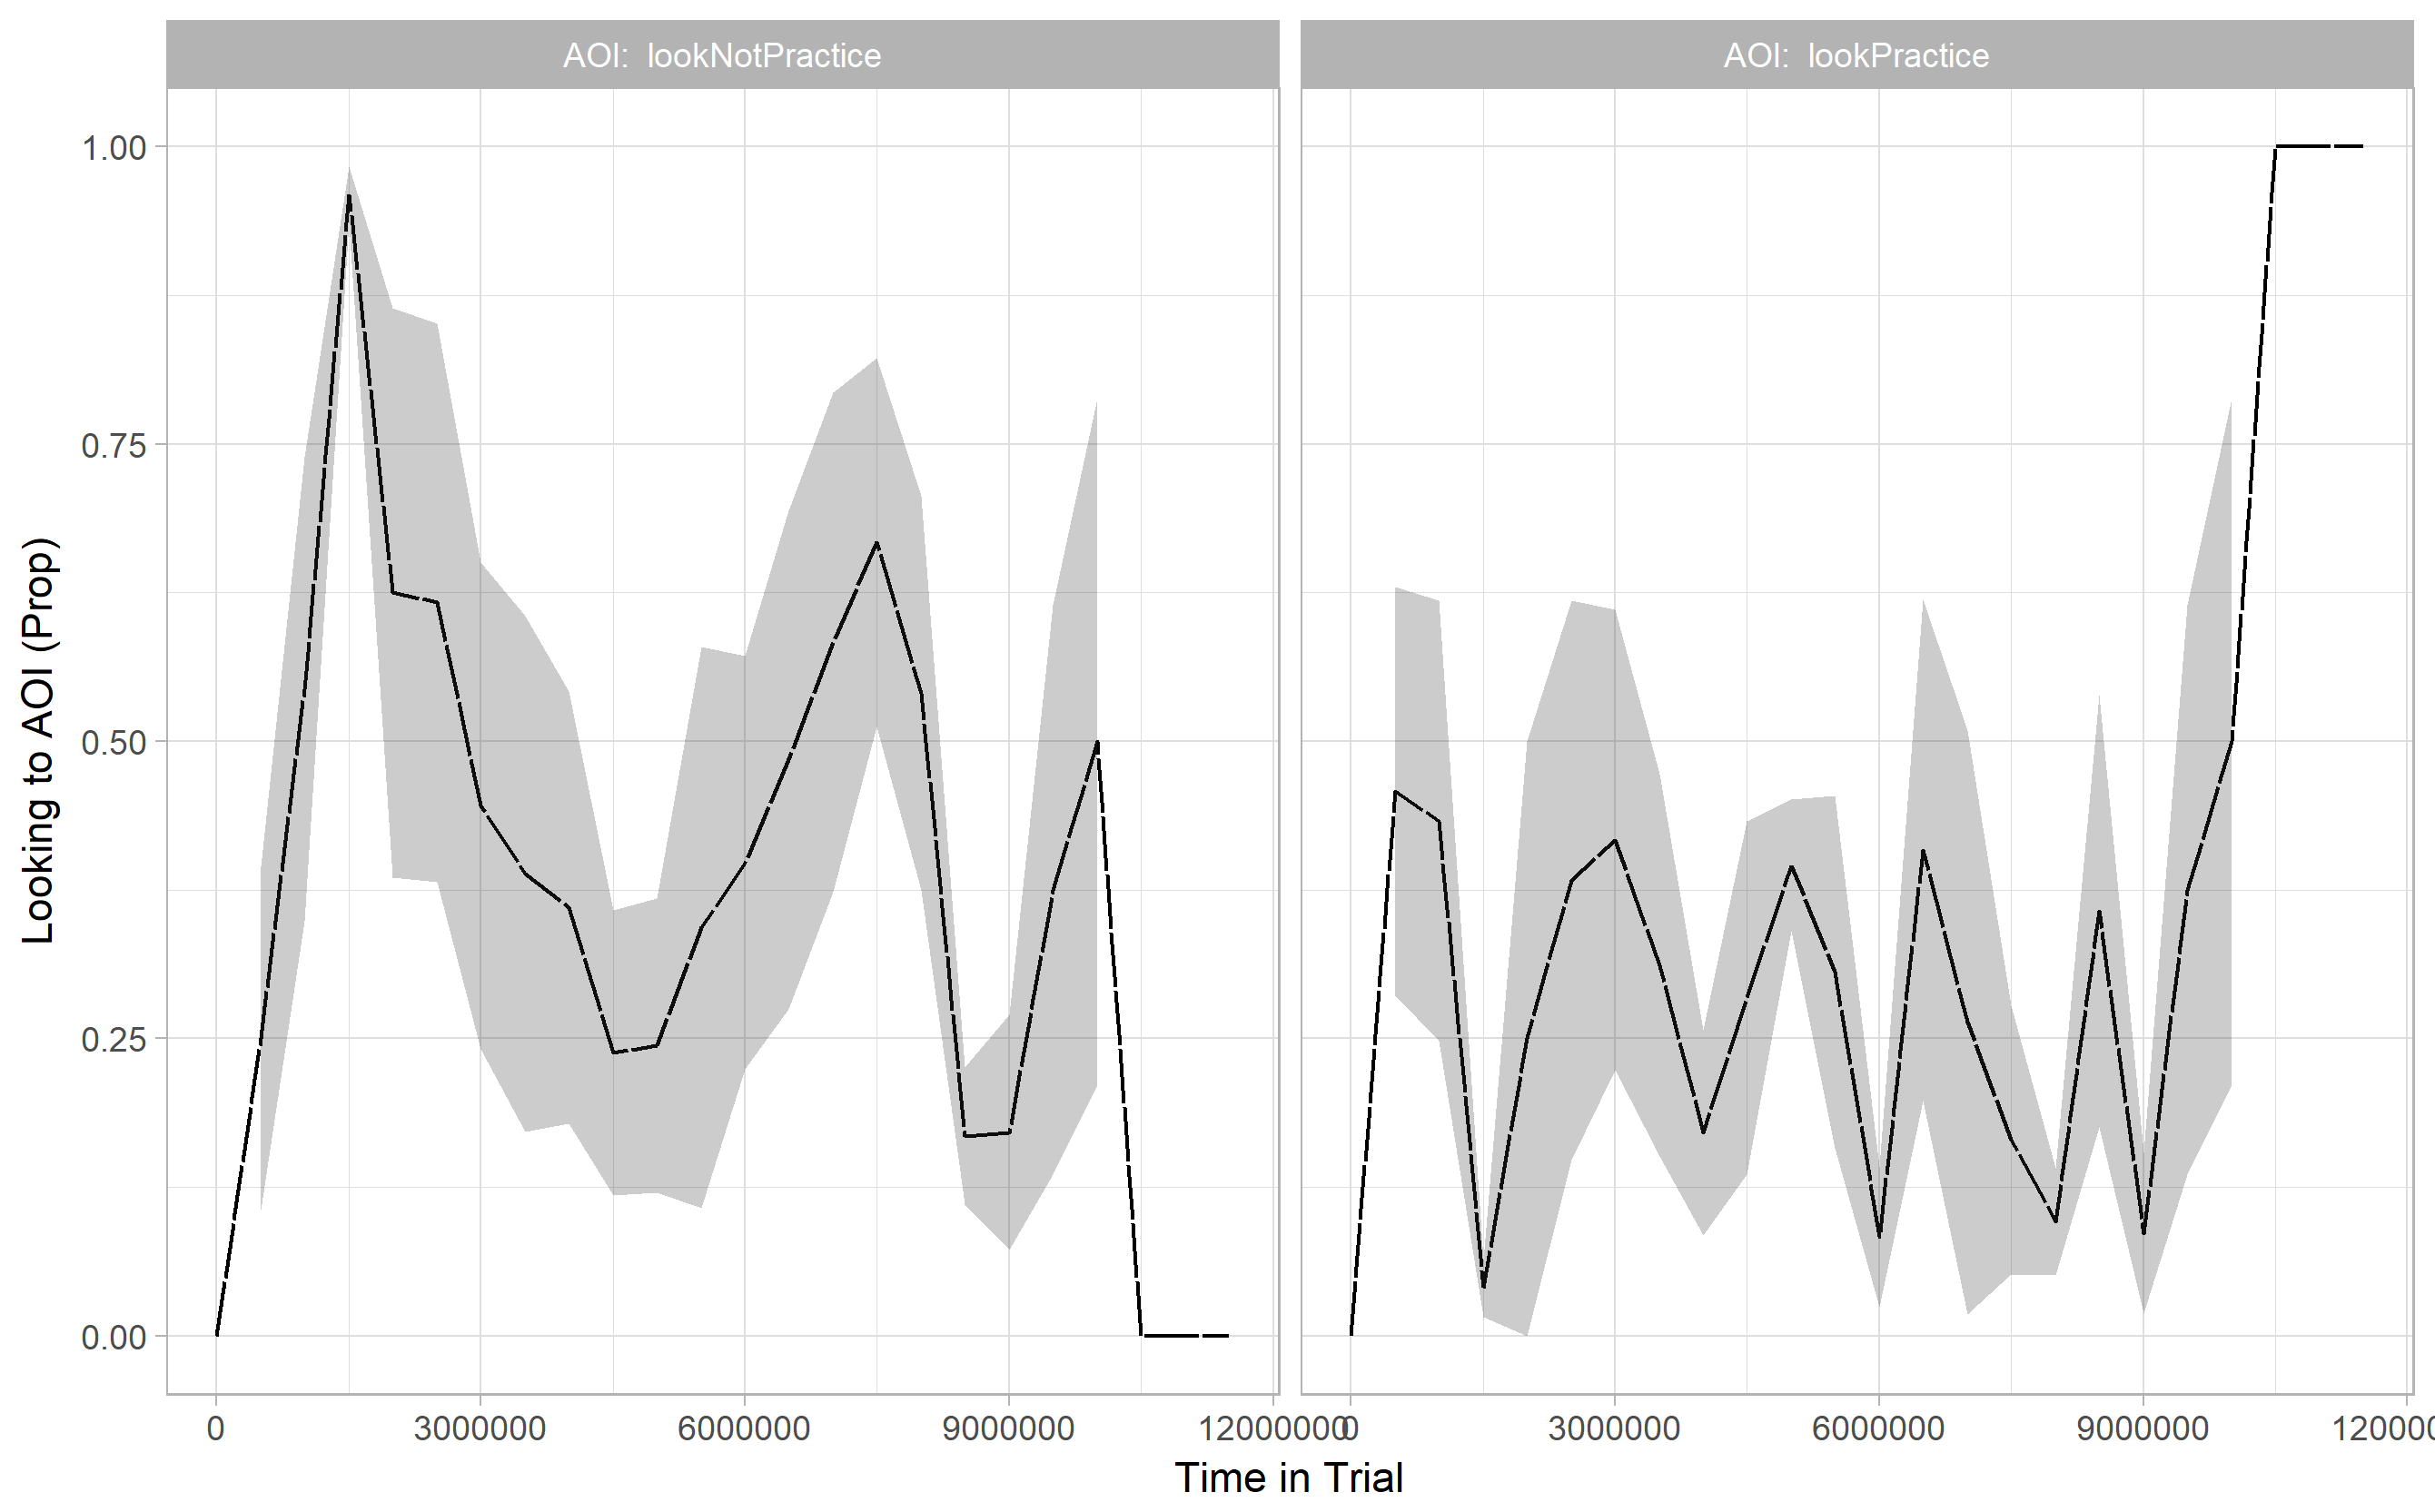 AOI:  lookNotPractice
AOI:  lookPractice
Looking to AOI (Prop)
1.00
0.75
0.50
0.25
0.00
0 3000000 6000000 9000000 12000000
0 3000000 6000000 9000000 120000
Time in Trial